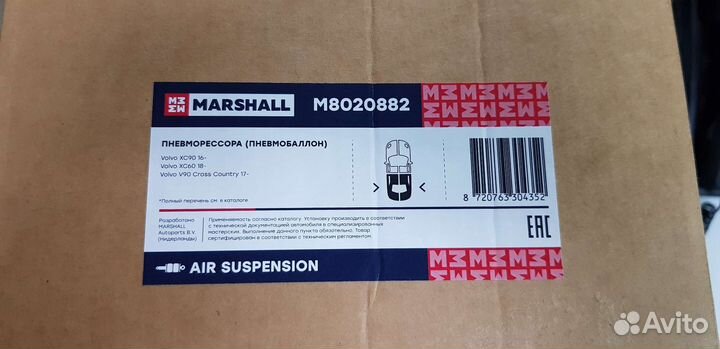 MARSHALL M8020882
ПНЕВМОРЕССОРА (ПНЕВМОБАЛЛОН)
Volvo XC90 16-
Volvo XC60 18-
Volvo V90 Cross Country 17-
*Полный перечень см. в каталоге
8 720763 304352
Разработано
MARSHALL
Autoparts B.V.
(Нидерланды)
Применяемость согласно каталогу. Установку производить в соответствии
с технической документацией автомобиля в специализированных
мастерских. Выполнение данного пункта обязательно. Товар
сертифицирован в соответствии с техническим регламентом.
EAC
AIR SUSPENSION
Avito